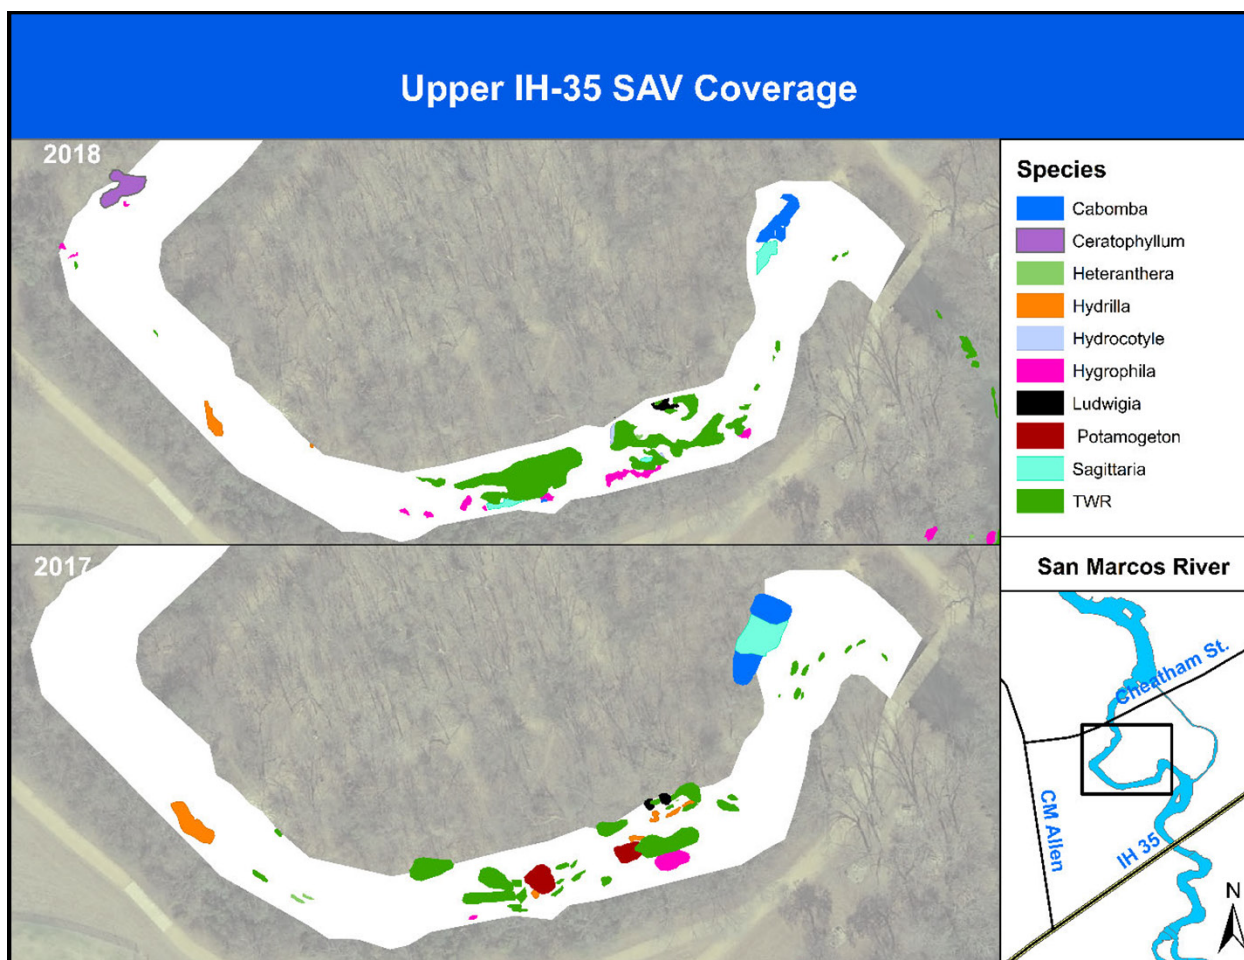 Upper IH-35 SAV Coverage
2018
Species
Cabomba
Ceratophyllum
Heteranthera
Hydrilla
Hydrocotyle
Hygrophila
Ludwigia
Potamogeton
Sagittaria
TWR
2017
San Marcos River
Cheatham St.
CM Allen
IH 35
N